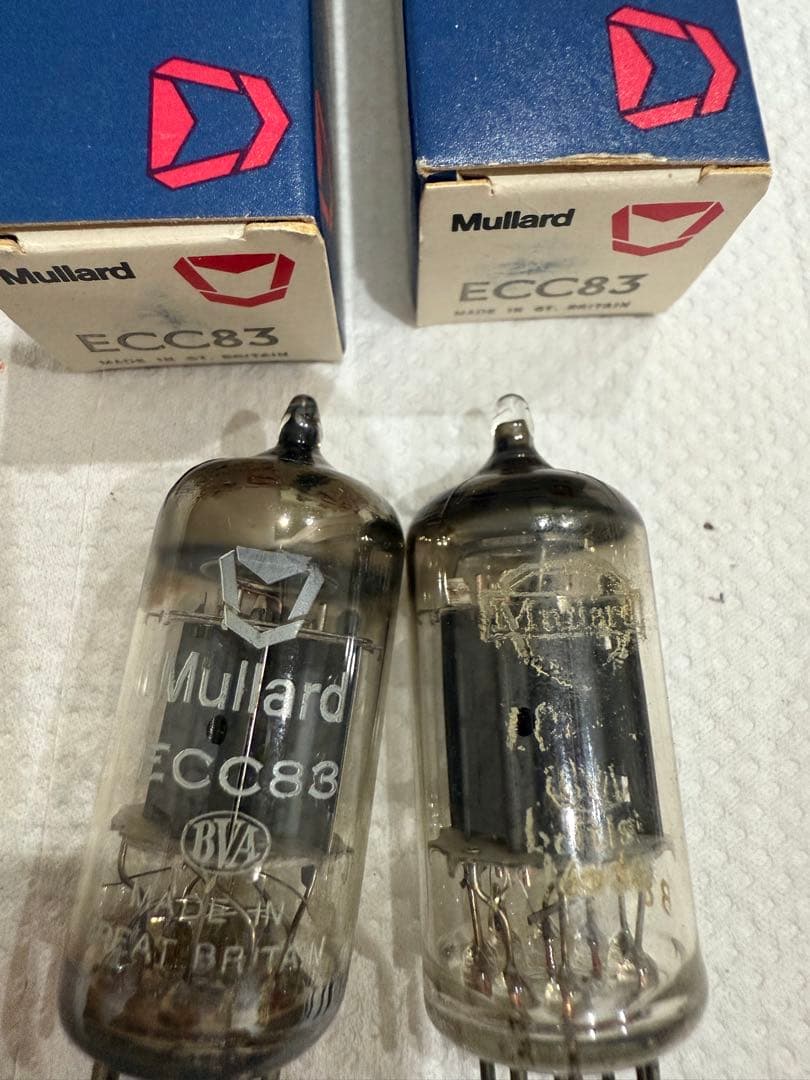 Mullard
ECC83
MADE IN GT. BRITAIN
Mullard
ECC83
MADE IN GT. BRITAIN
Mullard
ECC83
BVA
MADE IN
GREAT BRITAIN
Mullard